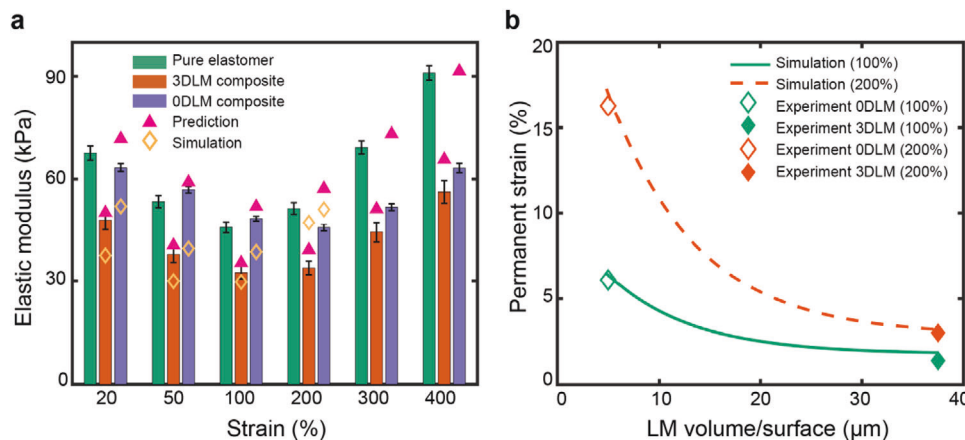 a
Elastic modulus (kPa)
90
60
30
0
Pure elastomer
3DLM composite
0DLM composite
Prediction
Simulation
20 50 100 200 300 400
Strain (%)
b
Permanent strain (%)
20
15
10
5
0
Simulation (100%)
Simulation (200%)
Experiment 0DLM (100%)
Experiment 3DLM (100%)
Experiment 0DLM (200%)
Experiment 3DLM (200%)
0 10 20 30 40
LM volume/surface (μm)